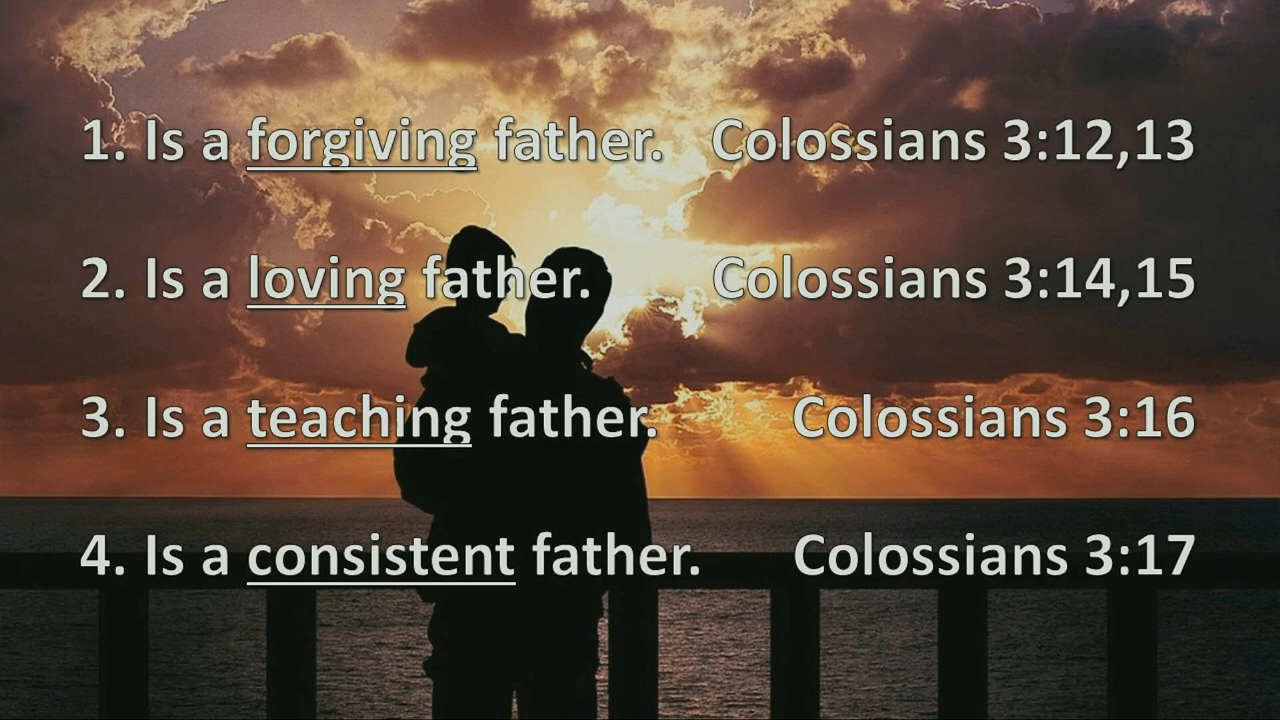 1. Is a forgiving father. Colossians 3:12,13
2. Is a loving father. Colossians 3:14,15
3. Is a teaching father. Colossians 3:16
4. Is a consistent father. Colossians 3:17